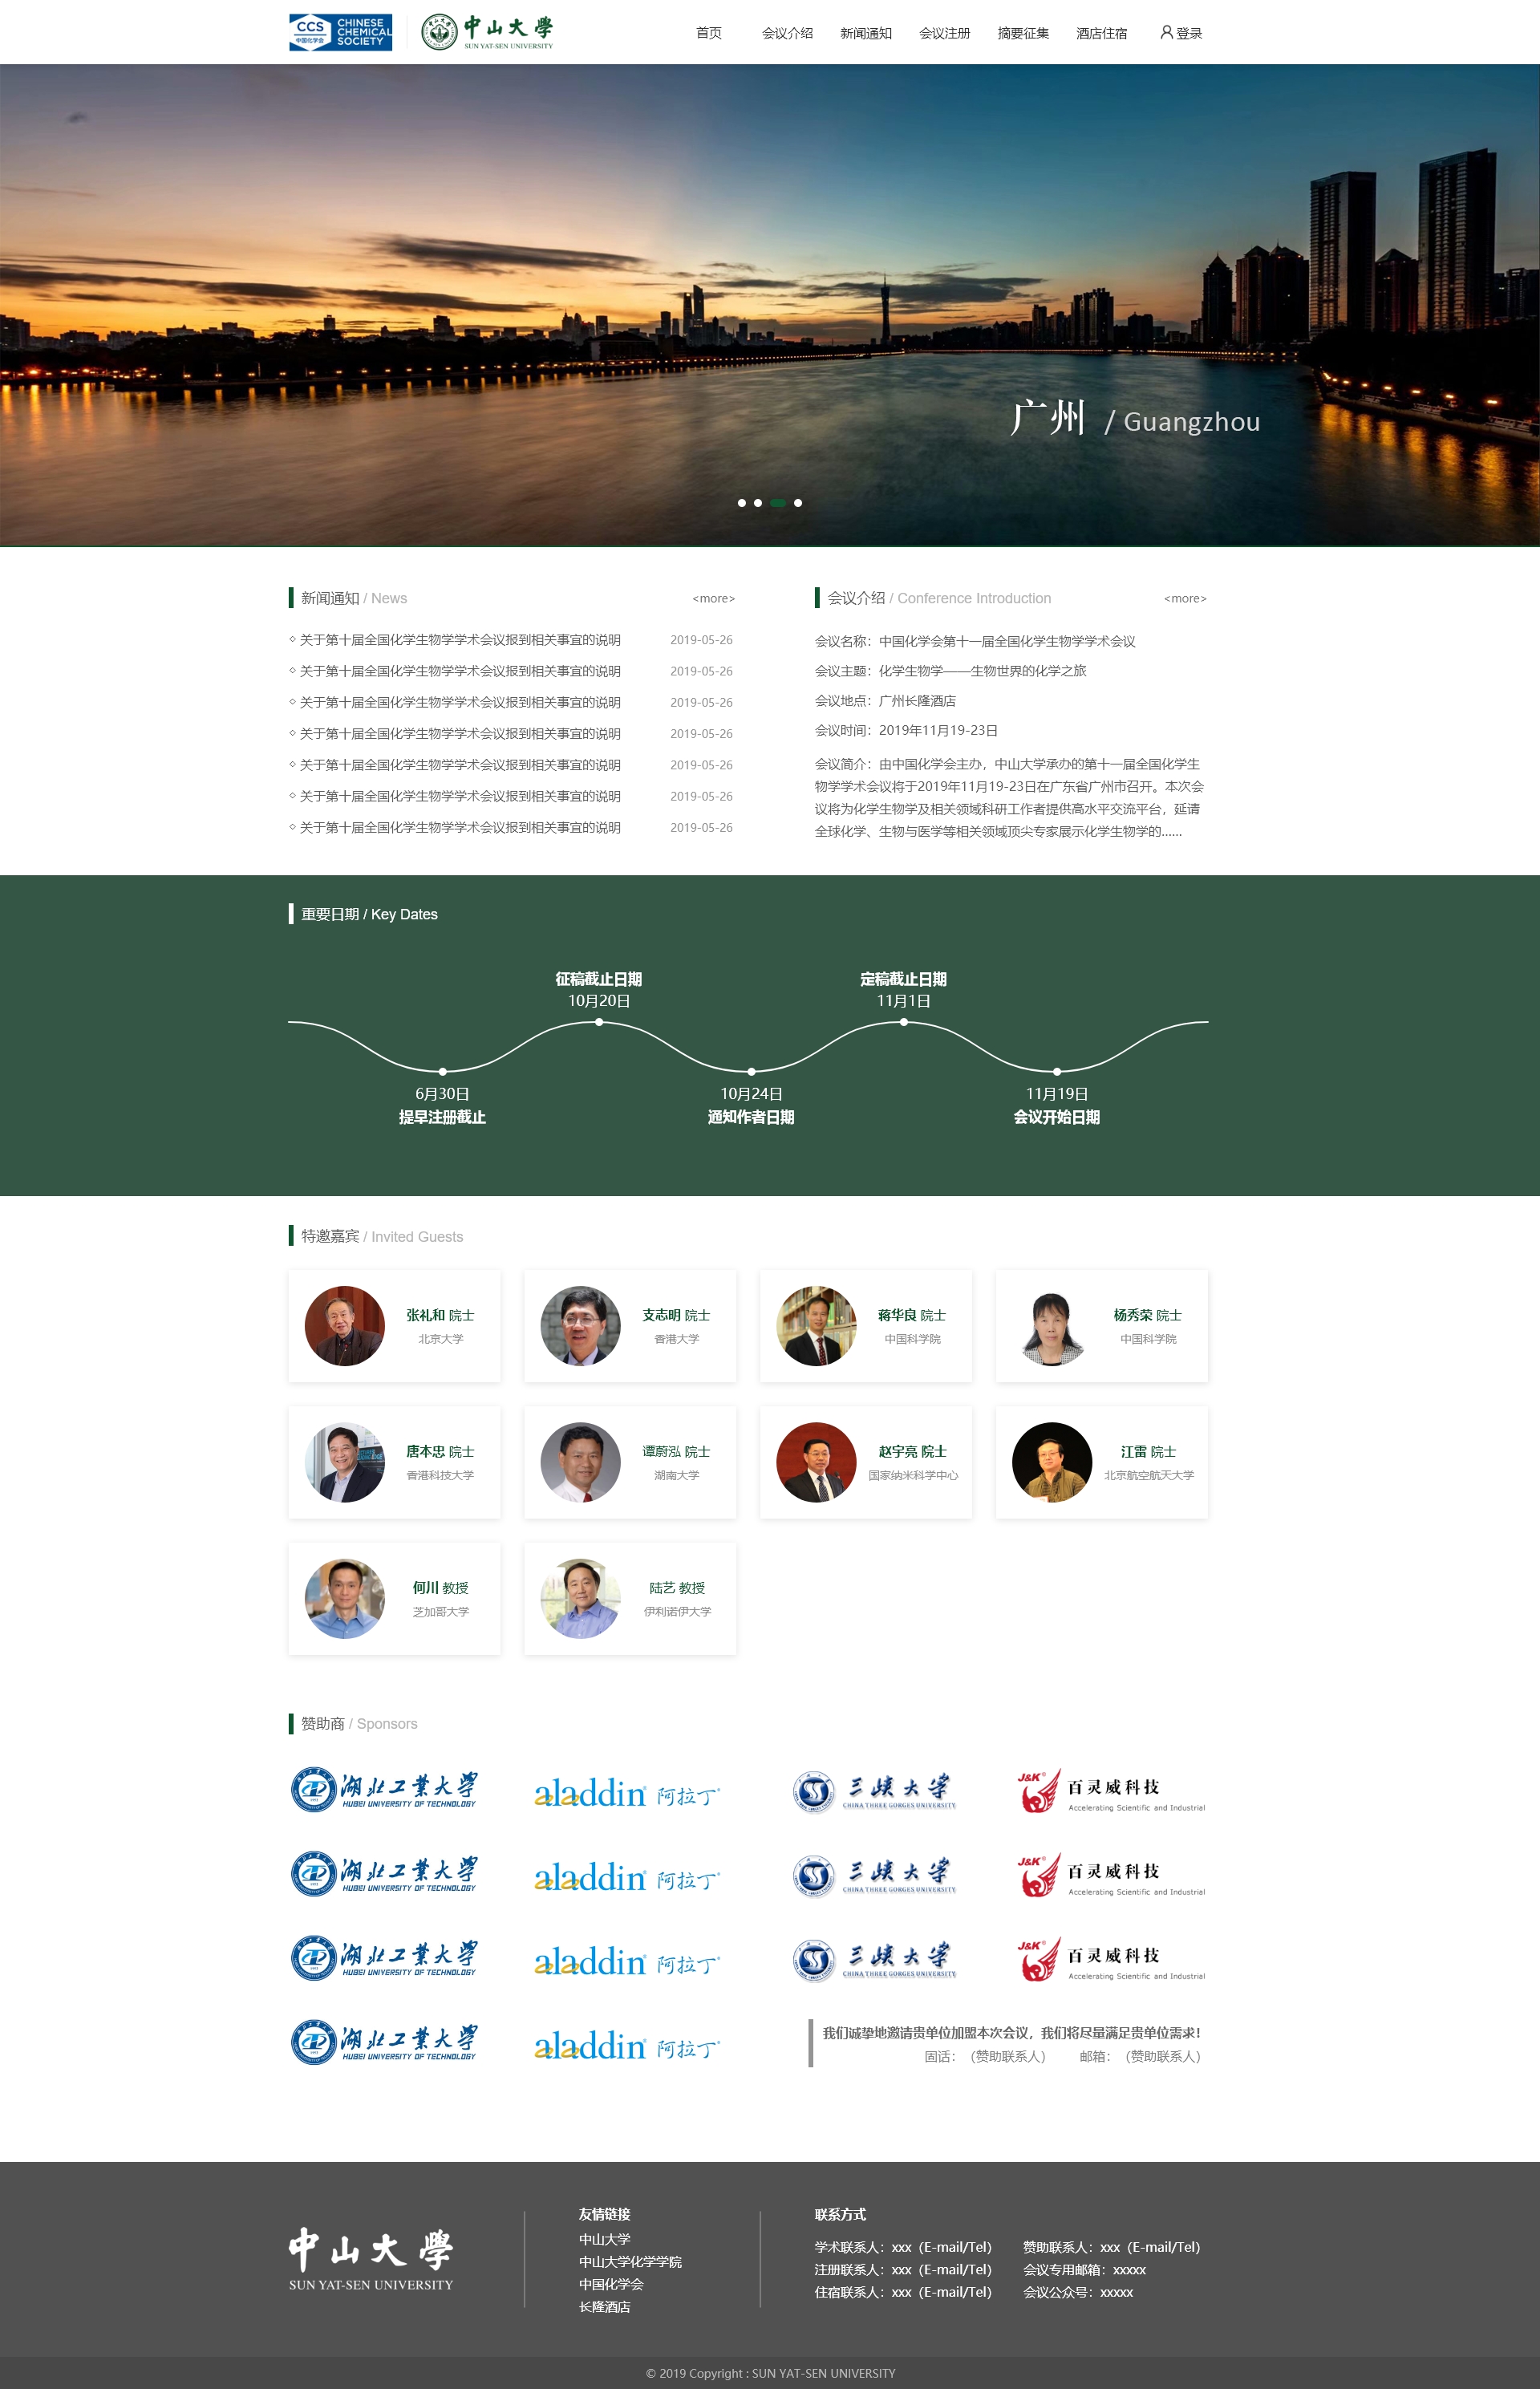 CCS
中国化学会
CHINESE
CHEMICAL
SOCIETY
中山大學
SUN YAT-SEN UNIVERSITY
首页 会议介绍 新闻通知 会议注册 摘要征集 酒店住宿 登录
广州 / Guangzhou
新闻通知 / News <more>
关于第十届全国化学生物学学术会议报到相关事宜的说明 2019-05-26
关于第十届全国化学生物学学术会议报到相关事宜的说明 2019-05-26
关于第十届全国化学生物学学术会议报到相关事宜的说明 2019-05-26
关于第十届全国化学生物学学术会议报到相关事宜的说明 2019-05-26
关于第十届全国化学生物学学术会议报到相关事宜的说明 2019-05-26
关于第十届全国化学生物学学术会议报到相关事宜的说明 2019-05-26
关于第十届全国化学生物学学术会议报到相关事宜的说明 2019-05-26
会议介绍 / Conference Introduction <more>
会议名称：中国化学会第十一届全国化学生物学学术会议
会议主题：化学生物学——生物世界的化学之旅
会议地点：广州长隆酒店
会议时间：2019年11月19-23日
会议简介：由中国化学会主办，中山大学承办的第十一届全国化学生
物学学术会议将于2019年11月19-23日在广东省广州市召开。本次会
议将为化学生物学及相关领域科研工作者提供高水平交流平台，延请
全球化学、生物与医学等相关领域顶尖专家展示化学生物学的......
重要日期 / Key Dates
征稿截止日期
10月20日
定稿截止日期
11月1日
6月30日
提早注册截止
10月24日
通知作者日期
11月19日
会议开始日期
特邀嘉宾 / Invited Guests
张礼和 院士
北京大学
支志明 院士
香港大学
蒋华良 院士
中国科学院
杨秀荣 院士
中国科学院
唐本忠 院士
香港科技大学
谭蔚泓 院士
湖南大学
赵宇亮 院士
国家纳米科学中心
江雷 院士
北京航空航天大学
何川 教授
芝加哥大学
陆艺 教授
伊利诺伊大学
赞助商 / Sponsors
湖北工業大学
HUBEI UNIVERSITY OF TECHNOLOGY
aladdin 阿拉丁
三峡大学
CHINA THREE GORGES UNIVERSITY
J&K 百灵威科技
Accelerating Scientific and Industrial
湖北工業大学
HUBEI UNIVERSITY OF TECHNOLOGY
aladdin 阿拉丁
三峡大学
CHINA THREE GORGES UNIVERSITY
J&K 百灵威科技
Accelerating Scientific and Industrial
湖北工業大学
HUBEI UNIVERSITY OF TECHNOLOGY
aladdin 阿拉丁
三峡大学
CHINA THREE GORGES UNIVERSITY
J&K 百灵威科技
Accelerating Scientific and Industrial
湖北工業大学
HUBEI UNIVERSITY OF TECHNOLOGY
aladdin 阿拉丁
我们诚挚地邀请贵单位加盟本次会议，我们将尽量满足贵单位需求！
固话：（赞助联系人） 邮箱：（赞助联系人）
中山大學
SUN YAT-SEN UNIVERSITY
友情链接
中山大学
中山大学化学学院
中国化学会
长隆酒店
联系方式
学术联系人：xxx（E-mail/Tel） 赞助联系人：xxx（E-mail/Tel）
注册联系人：xxx（E-mail/Tel） 会议专用邮箱：xxxxx
住宿联系人：xxx（E-mail/Tel） 会议公众号：xxxxx
© 2019 Copyright : SUN YAT-SEN UNIVERSITY